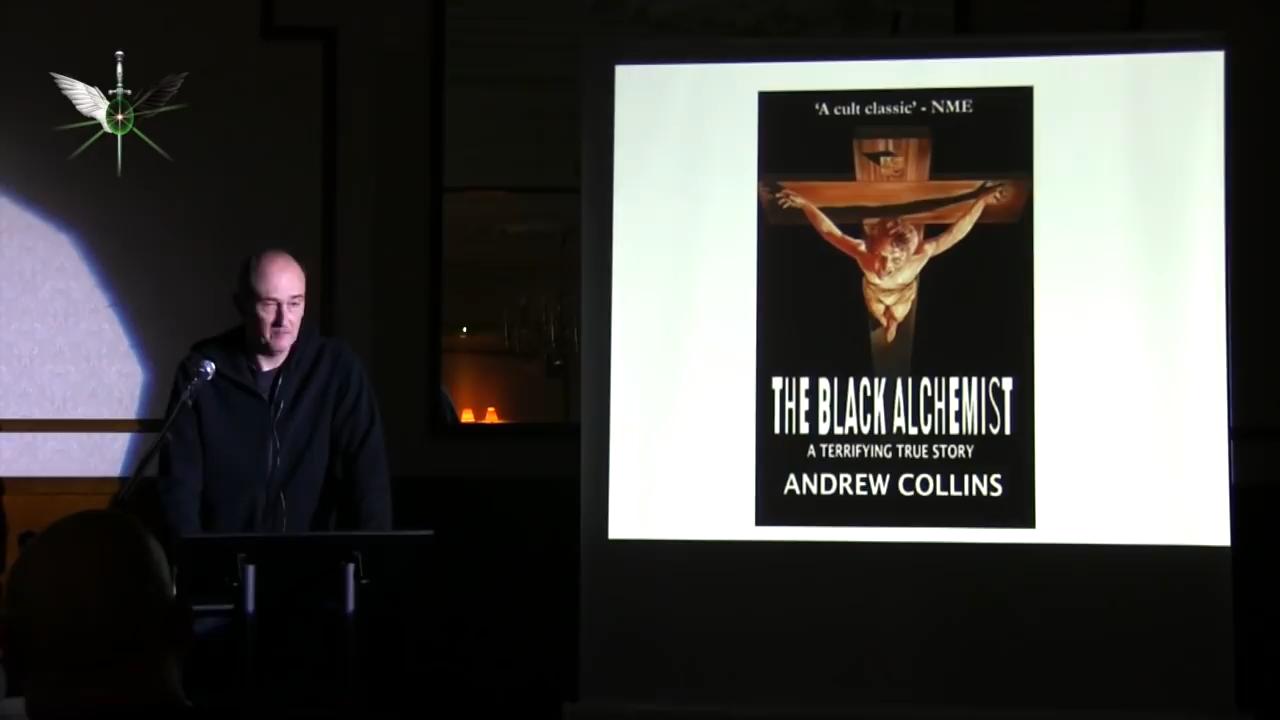 ‘A cult classic’ - NME
THE BLACK ALCHEMIST
A TERRIFYING TRUE STORY
ANDREW COLLINS